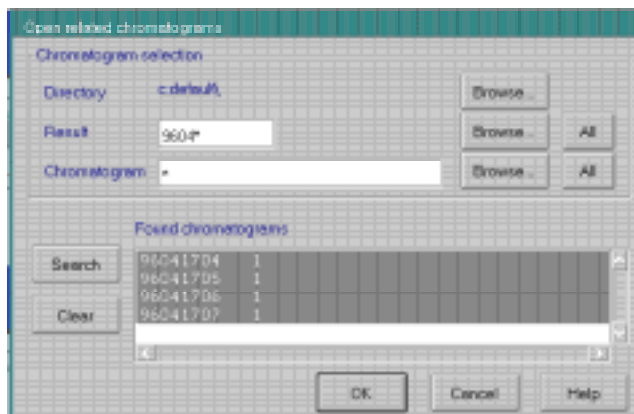 Open related chromatograms
Chromatogram selection
Directory c:default\ Browse...
Result 9604* Browse... All
Chromatogram * Browse... All
Found chromatograms
Search
Clear
96041704 1
96041705 1
96041706 1
96041707 1
OK Cancel Help